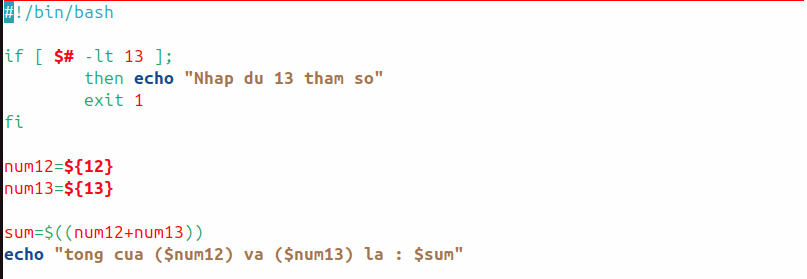 #!/bin/bash
if [ $# -lt 13 ];
then echo "Nhap du 13 tham so"
exit 1
fi
num12=${12}
num13=${13}
sum=$((num12+num13))
echo "tong cua ($num12) va ($num13) la : $sum"